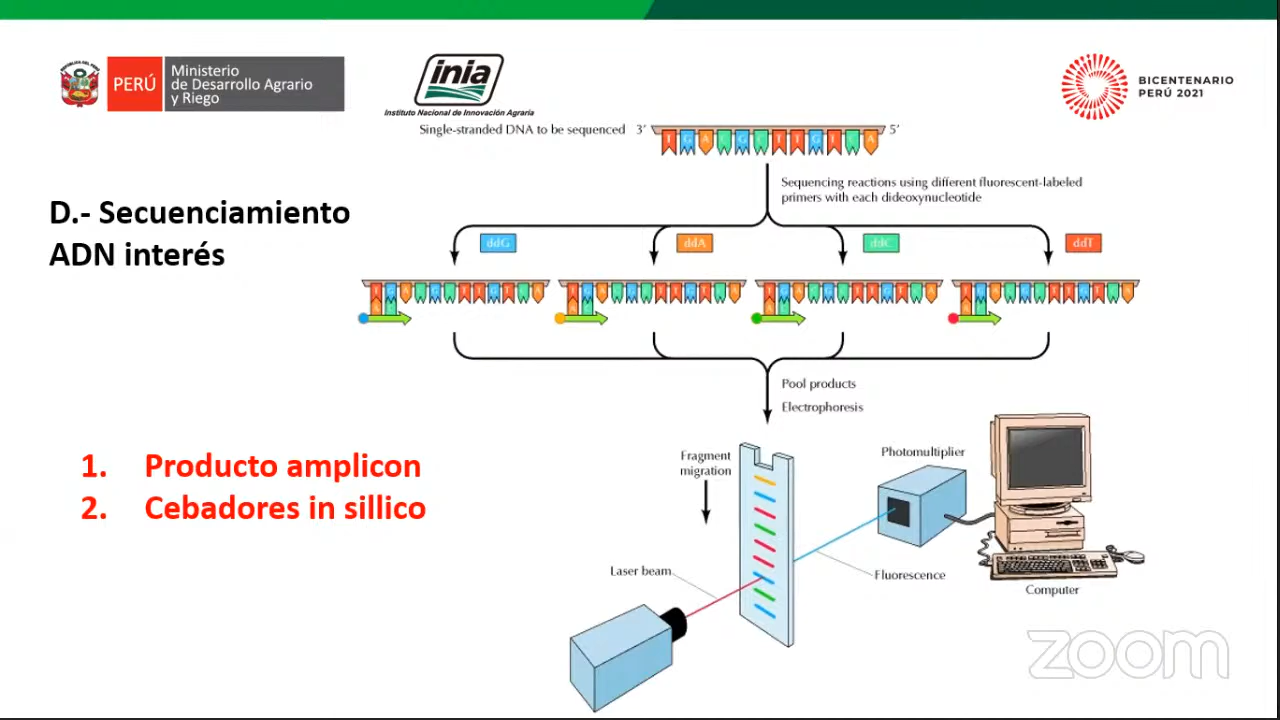 PERÚ
Ministerio
de Desarrollo Agrario
y Riego
inia
Instituto Nacional de Innovación Agraria
BICENTENARIO
PERÚ 2021
Single-stranded DNA to be sequenced 3′ 5′
Sequencing reactions using different fluorescent-labeled
primers with each dideoxynucleotide
D.- Secuenciamiento
ADN interés
ddG ddA ddC ddT
Pool products
Electrophoresis
1. Producto amplicon
2. Cebadores in sillico
Fragment
migration
Photomultiplier
Laser beam
Fluorescence
Computer
zoom